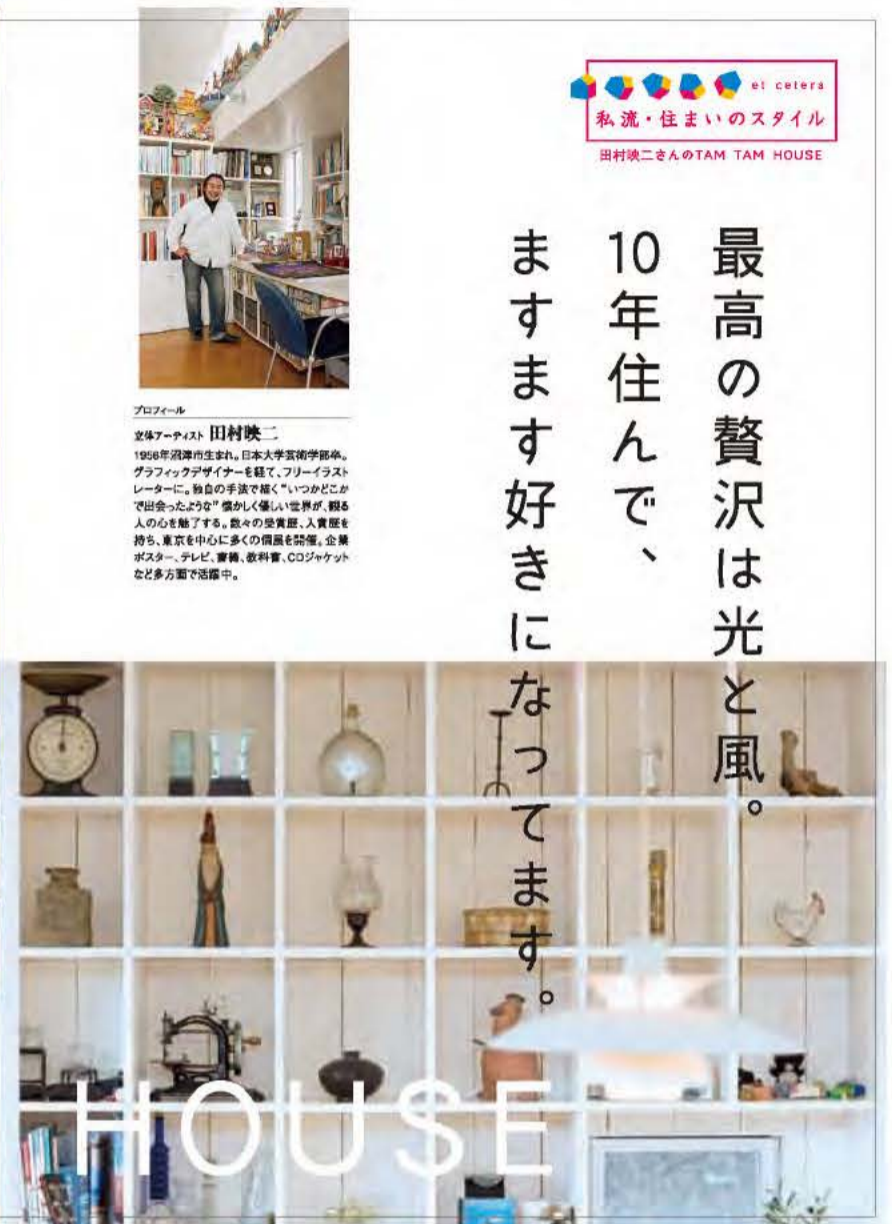 et cetera
私流・住まいのスタイル
田村映二さんのTAM TAM HOUSE
最高の贅沢は光と風。
10年住んで、
ますます好きになってます。
プロフィール
立体アーティスト 田村映二
1956年沼津市生まれ。日本大学芸術学部卒。
グラフィックデザイナーを経て、フリーイラスト
レーターに。独自の手法で描く“いつかどこか
で出会ったような”懐かしく優しい世界が、観る
人の心を魅了する。数々の受賞歴、入賞歴を
持ち、東京を中心に多くの個展を開催。企業
ポスター、テレビ、書籍、教科書、CDジャケット
など多方面で活躍中。
HOUSE